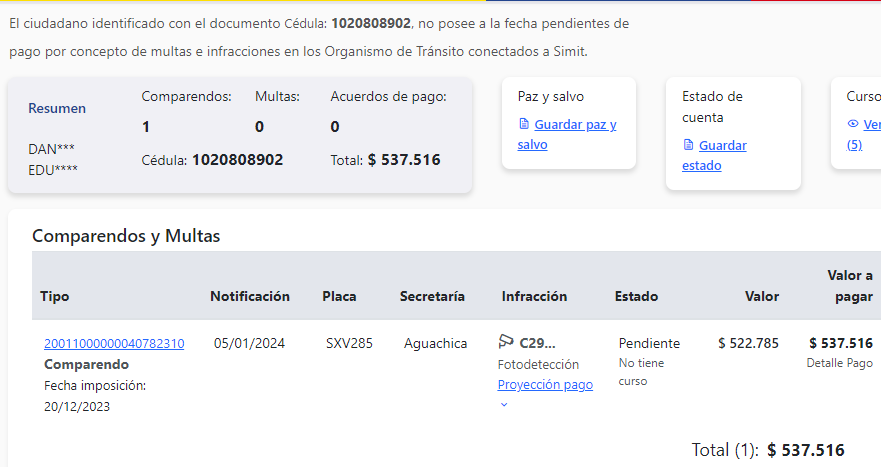 El ciudadano identificado con el documento Cédula: 1020808902, no posee a la fecha pendientes de
pago por concepto de multas e infracciones en los Organismo de Tránsito conectados a Simit.
Resumen
DAN***
EDU****
Comparendos:
1
Multas:
0
Acuerdos de pago:
0
Cédula: 1020808902
Total: $ 537.516
Paz y salvo
Guardar paz y
salvo
Estado de
cuenta
Guardar
estado
Curso
Ver
(5)
Comparendos y Multas
Tipo
Notificación
Placa
Secretaría
Infracción
Estado
Valor
Valor a
pagar
20011000000040782310
Comparendo
Fecha imposición:
20/12/2023
05/01/2024
SXV285
Aguachica
C29...
Fotodetección
Proyección pago
Pendiente
No tiene
curso
$ 522.785
$ 537.516
Detalle Pago
Total (1): $ 537.516